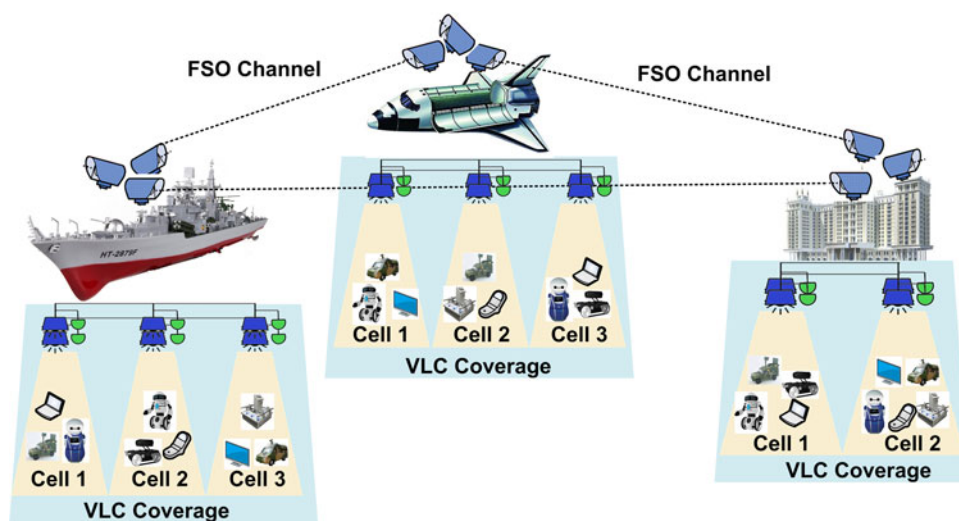 FSO Channel
FSO Channel
HT-2879F
Cell 1
Cell 2
Cell 3
VLC Coverage
Cell 1
Cell 2
VLC Coverage
Cell 1
Cell 2
Cell 3
VLC Coverage